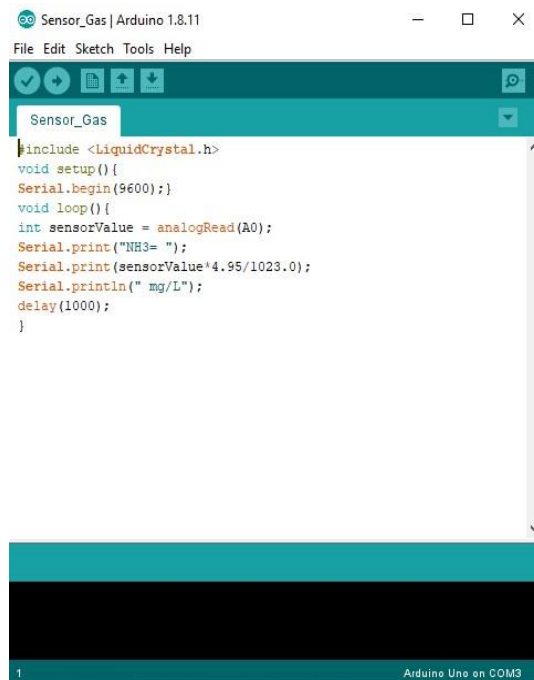 Sensor_Gas | Arduino 1.8.11
File Edit Sketch Tools Help
Sensor_Gas
#include <LiquidCrystal.h>
void setup(){
Serial.begin(9600);}
void loop(){
int sensorValue = analogRead(A0);
Serial.print("NH3= ");
Serial.print(sensorValue*4.95/1023.0);
Serial.println(" mg/L");
delay(1000);
}
1 Arduino Uno on COM3